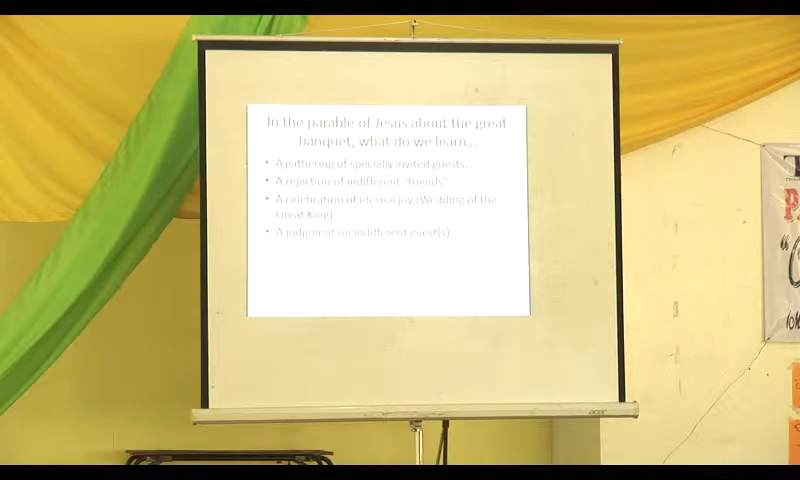 In the parable of Jesus about the great
banquet, what do we learn...
• A gathering of specially invited guests...
• A rejection of indifferent "friends"
• A celebration of eternal joy (Wedding of the
Great King)
• A judgment on indifferent guest(s)..
acer